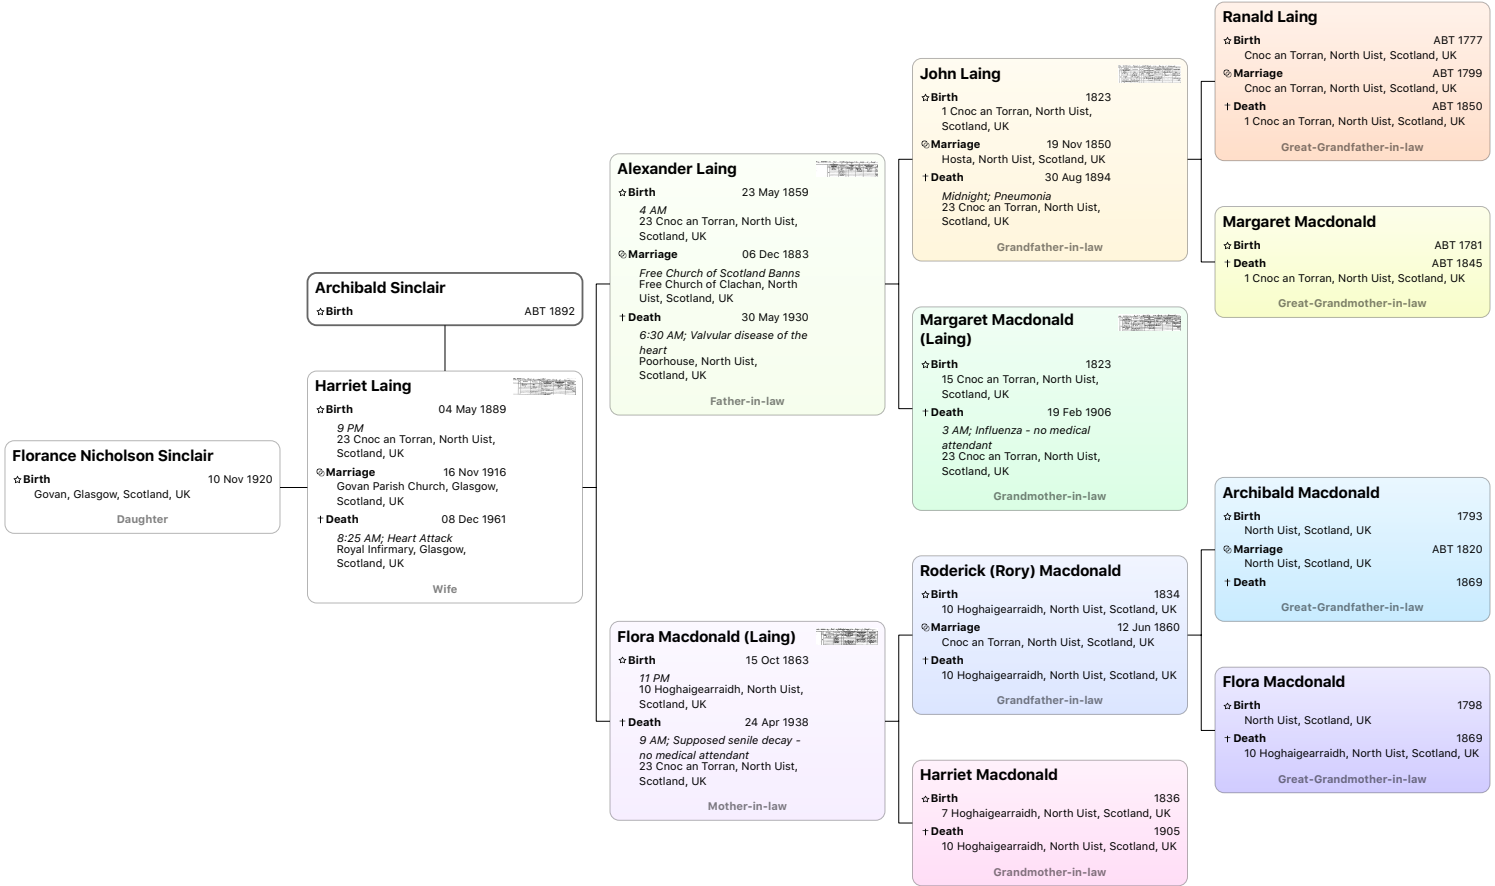 Florance Nicholson Sinclair
Birth 10 Nov 1920
Govan, Glasgow, Scotland, UK
Daughter
Archibald Sinclair
Birth ABT 1892
Harriet Laing
Birth 04 May 1889
9 PM
23 Cnoc an Torran, North Uist,
Scotland, UK
Marriage 16 Nov 1916
Govan Parish Church, Glasgow,
Scotland, UK
Death 08 Dec 1961
8:25 AM; Heart Attack
Royal Infirmary, Glasgow,
Scotland, UK
Wife
Alexander Laing
Birth 23 May 1859
4 AM
23 Cnoc an Torran, North Uist,
Scotland, UK
Marriage 06 Dec 1883
Free Church of Scotland Banns
Free Church of Clachan, North
Uist, Scotland, UK
Death 30 May 1930
6:30 AM; Valvular disease of the
heart
Poorhouse, North Uist,
Scotland, UK
Father-in-law
Flora Macdonald (Laing)
Birth 15 Oct 1863
11 PM
10 Hoghaigearraidh, North Uist,
Scotland, UK
Death 24 Apr 1938
9 AM; Supposed senile decay -
no medical attendant
23 Cnoc an Torran, North Uist,
Scotland, UK
Mother-in-law
John Laing
Birth 1823
1 Cnoc an Torran, North Uist,
Scotland, UK
Marriage 19 Nov 1850
Hosta, North Uist, Scotland, UK
Death 30 Aug 1894
Midnight; Pneumonia
23 Cnoc an Torran, North Uist,
Scotland, UK
Grandfather-in-law
Margaret Macdonald
(Laing)
Birth 1823
15 Cnoc an Torran, North Uist,
Scotland, UK
Death 19 Feb 1906
3 AM; Influenza - no medical
attendant
23 Cnoc an Torran, North Uist,
Scotland, UK
Grandmother-in-law
Roderick (Rory) Macdonald
Birth 1834
10 Hoghaigearraidh, North Uist, Scotland, UK
Marriage 12 Jun 1860
Cnoc an Torran, North Uist, Scotland, UK
Death
10 Hoghaigearraidh, North Uist, Scotland, UK
Grandfather-in-law
Harriet Macdonald
Birth 1836
7 Hoghaigearraidh, North Uist, Scotland, UK
Death 1905
10 Hoghaigearraidh, North Uist, Scotland, UK
Grandmother-in-law
Ranald Laing
Birth ABT 1777
Cnoc an Torran, North Uist, Scotland, UK
Marriage ABT 1799
Cnoc an Torran, North Uist, Scotland, UK
Death ABT 1850
1 Cnoc an Torran, North Uist, Scotland, UK
Great-Grandfather-in-law
Margaret Macdonald
Birth ABT 1781
Death ABT 1845
1 Cnoc an Torran, North Uist, Scotland, UK
Great-Grandmother-in-law
Archibald Macdonald
Birth 1793
North Uist, Scotland, UK
Marriage ABT 1820
North Uist, Scotland, UK
Death 1869
Great-Grandfather-in-law
Flora Macdonald
Birth 1798
North Uist, Scotland, UK
Death 1869
10 Hoghaigearraidh, North Uist, Scotland, UK
Great-Grandmother-in-law